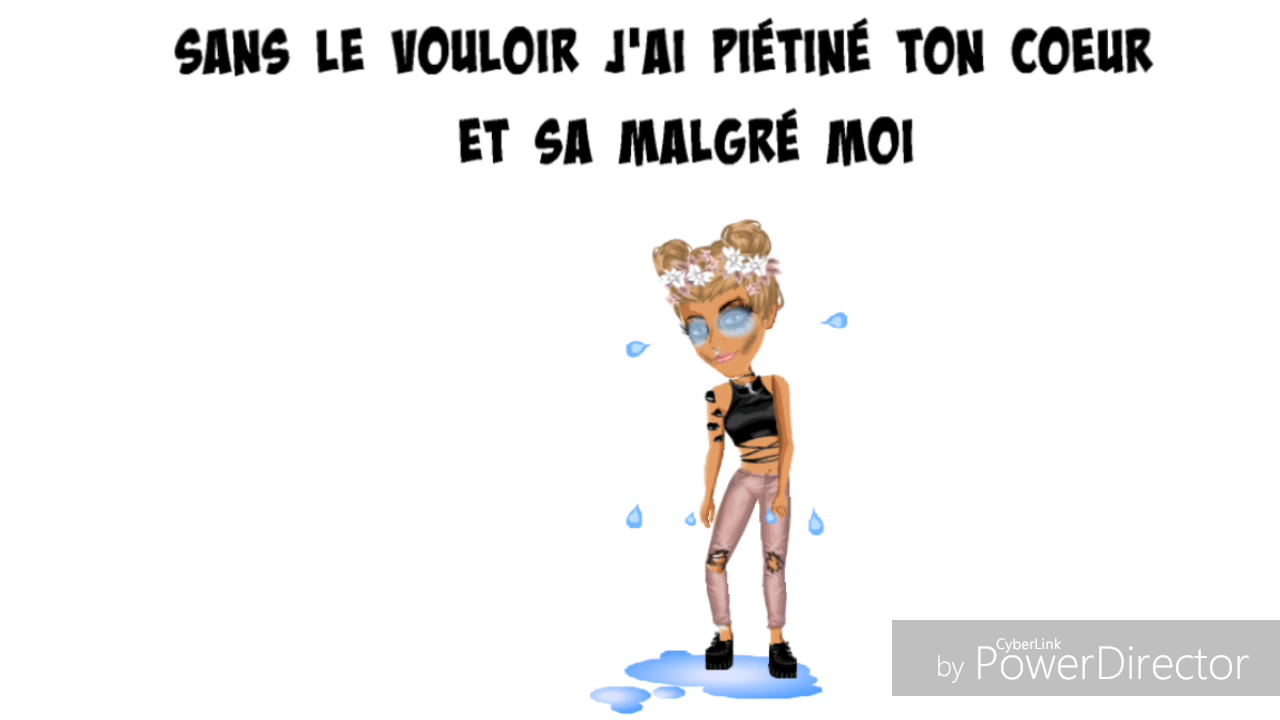 SANS LE VOULOIR J'AI PIÉTINÉ TON COEUR
ET SA MALGRÉ MOI
CyberLink
by PowerDirector